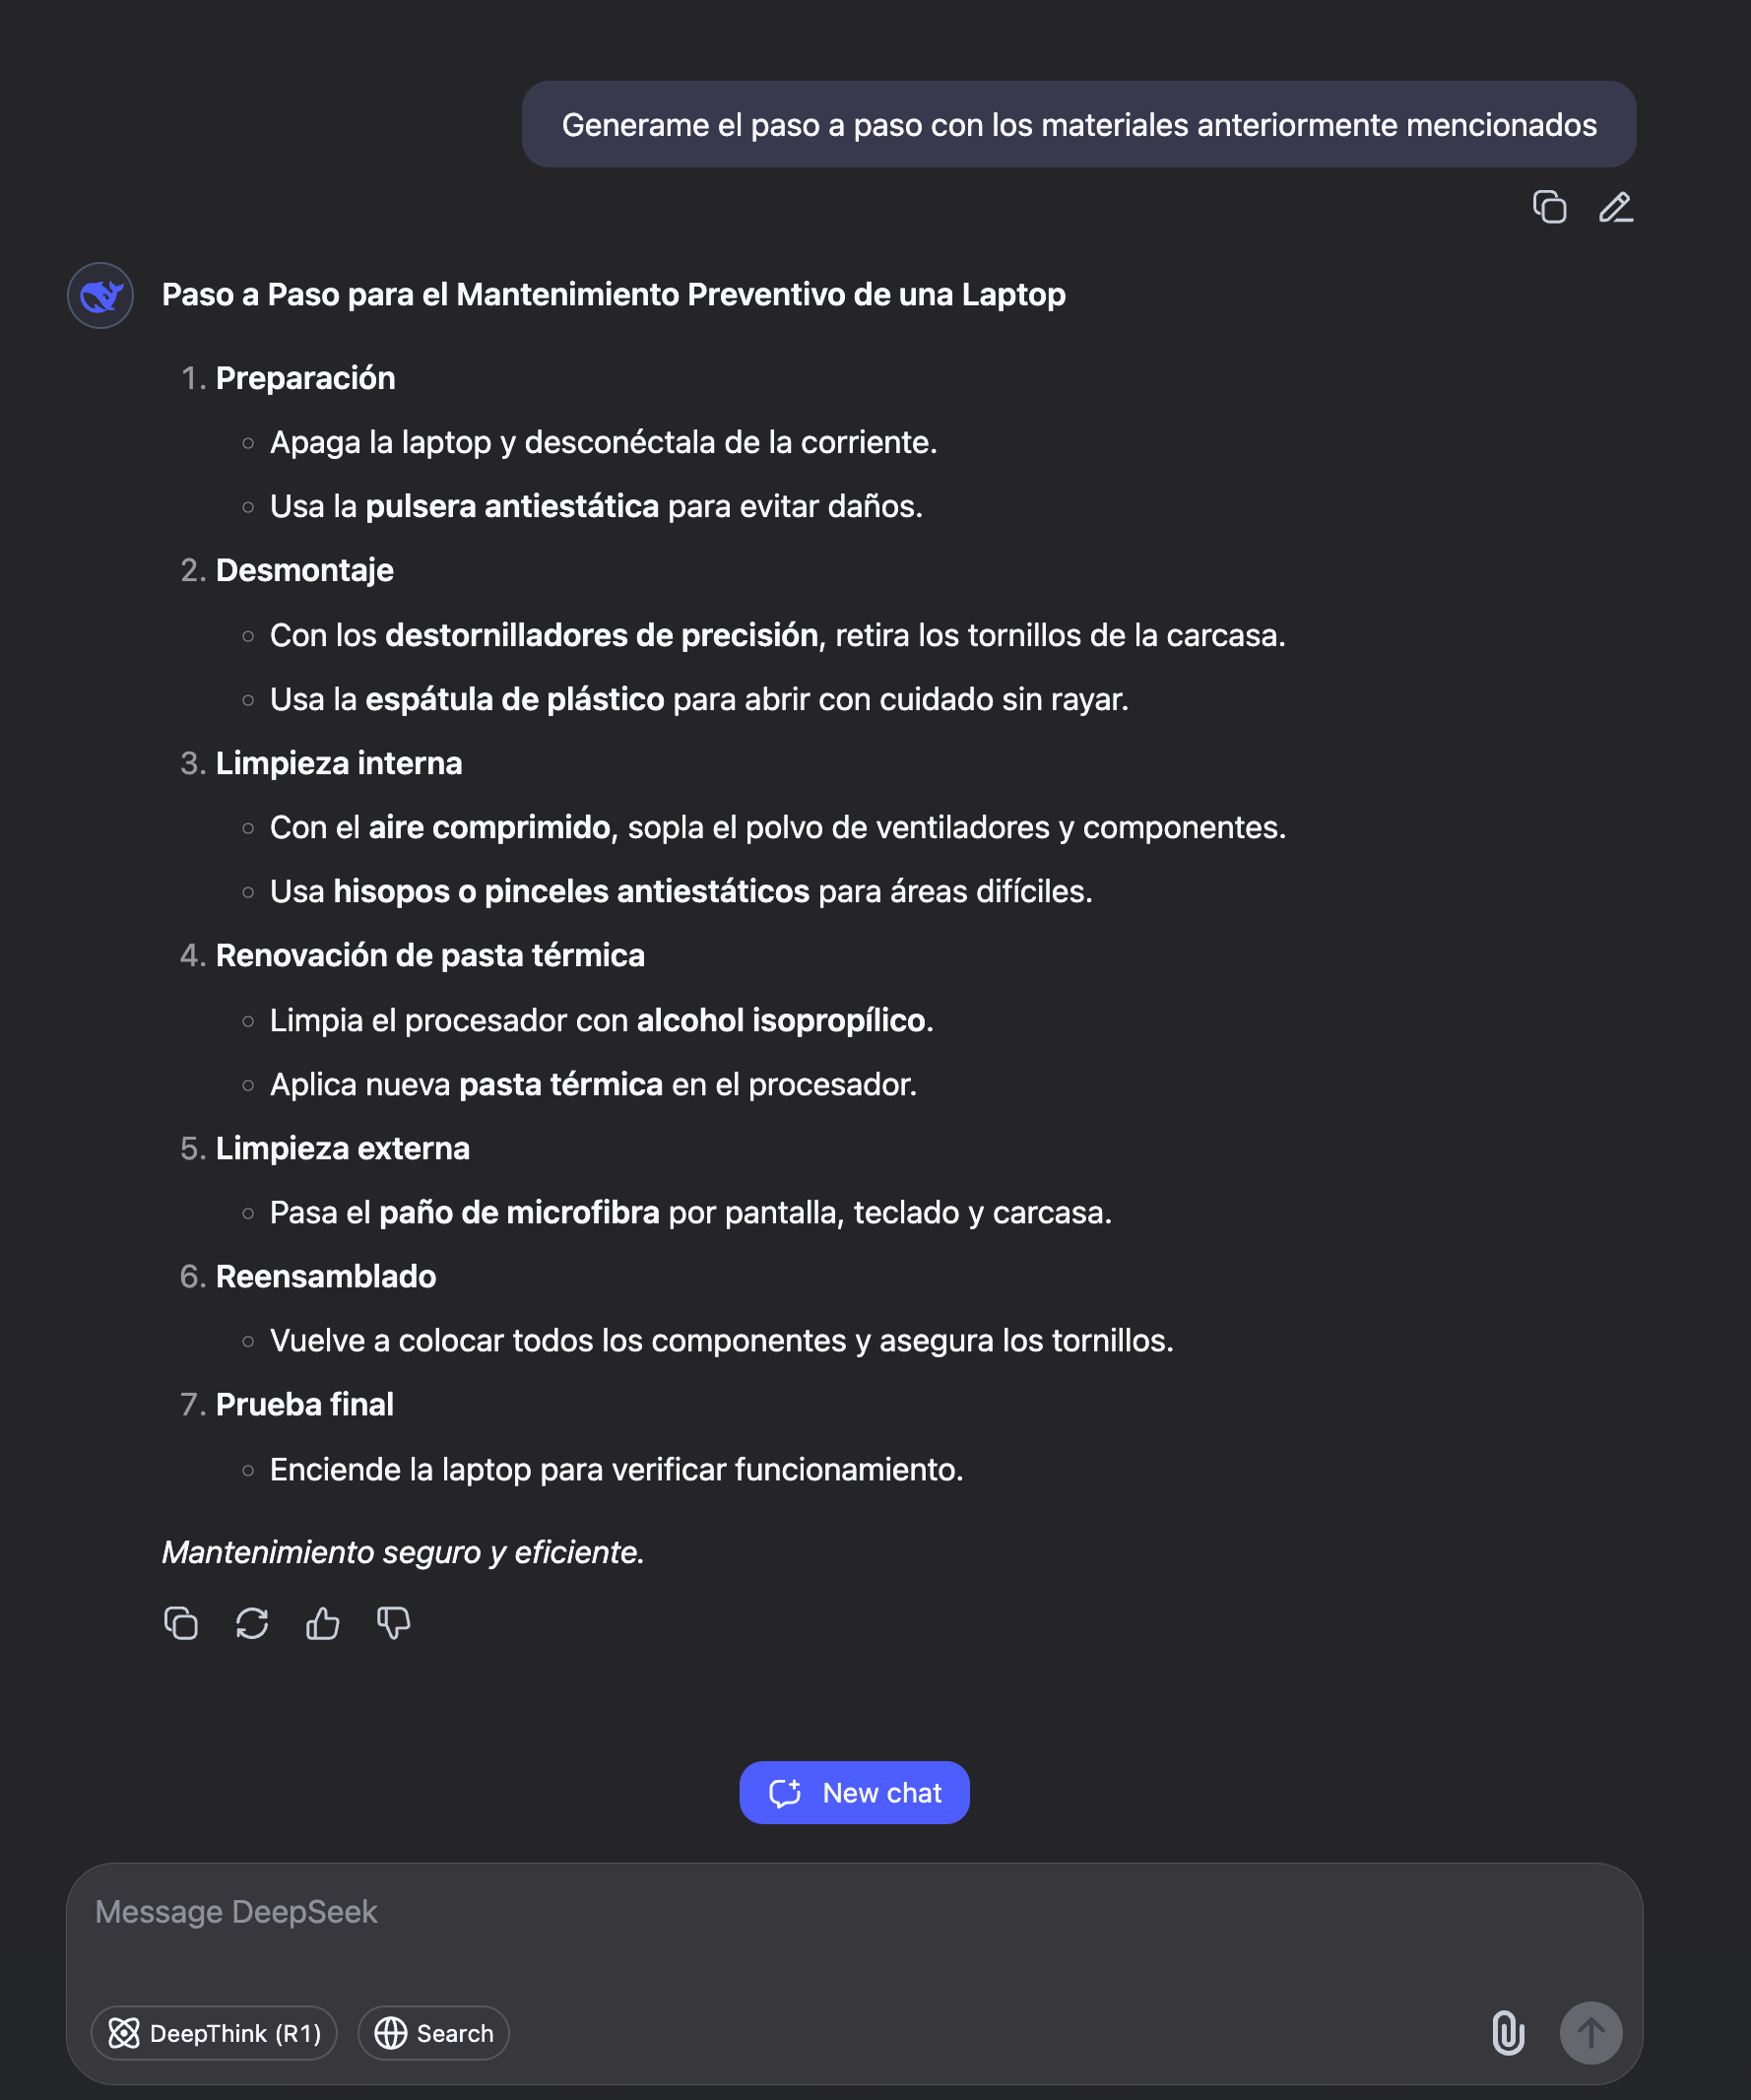 Generame el paso a paso con los materiales anteriormente mencionados
Paso a Paso para el Mantenimiento Preventivo de una Laptop
1. Preparación
Apaga la laptop y desconéctala de la corriente.
Usa la pulsera antiestática para evitar daños.
2. Desmontaje
Con los destornilladores de precisión, retira los tornillos de la carcasa.
Usa la espátula de plástico para abrir con cuidado sin rayar.
3. Limpieza interna
Con el aire comprimido, sopla el polvo de ventiladores y componentes.
Usa hisopos o pinceles antiestáticos para áreas difíciles.
4. Renovación de pasta térmica
Limpia el procesador con alcohol isopropílico.
Aplica nueva pasta térmica en el procesador.
5. Limpieza externa
Pasa el paño de microfibra por pantalla, teclado y carcasa.
6. Reensamblado
Vuelve a colocar todos los componentes y asegura los tornillos.
7. Prueba final
Enciende la laptop para verificar funcionamiento.
Mantenimiento seguro y eficiente.
New chat
Message DeepSeek
DeepThink (R1) Search